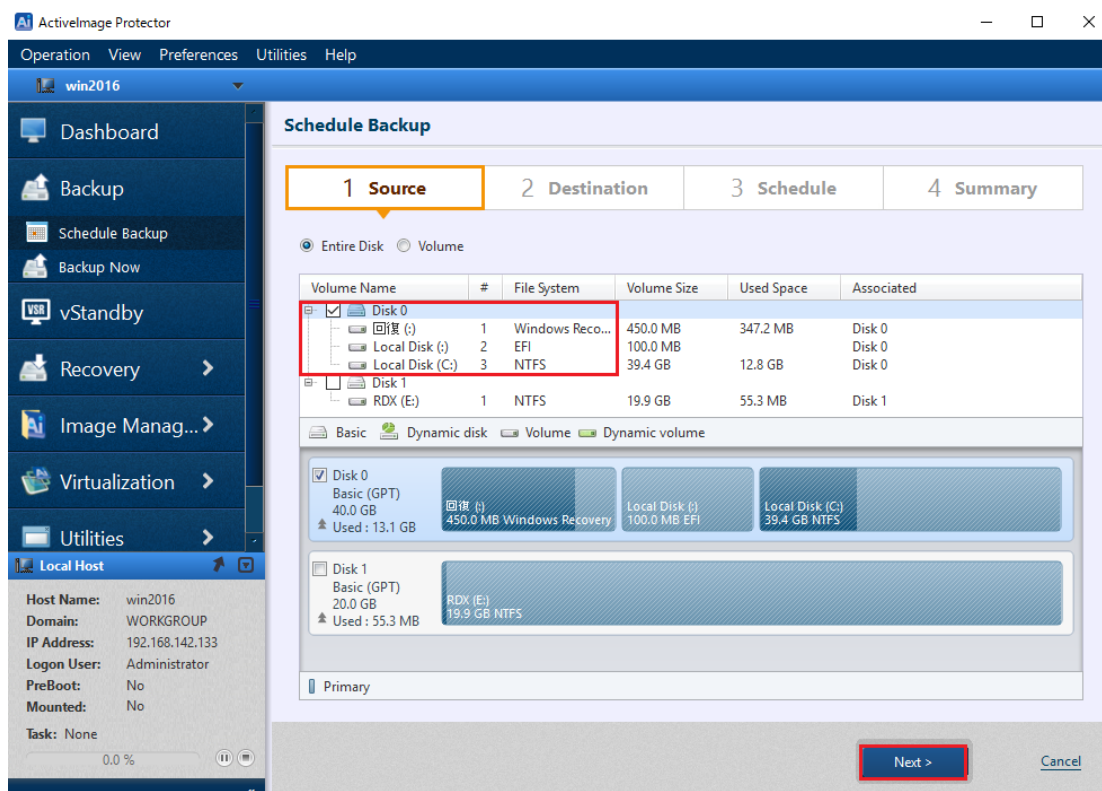 ActiveImage Protector
Operation View Preferences Utilities Help
win2016
Dashboard
Backup
Schedule Backup
Backup Now
vStandby
Recovery
Image Manag...
Virtualization
Utilities
Local Host
Host Name: win2016
Domain: WORKGROUP
IP Address: 192.168.142.133
Logon User: Administrator
PreBoot: No
Mounted: No
Task: None
0.0 %
Schedule Backup
1 Source 2 Destination 3 Schedule 4 Summary
Entire Disk Volume
Volume Name # File System Volume Size Used Space Associated
Disk 0
回復 (:) 1 Windows Reco... 450.0 MB 347.2 MB Disk 0
Local Disk (:) 2 EFI 100.0 MB Disk 0
Local Disk (C:) 3 NTFS 39.4 GB 12.8 GB Disk 0
Disk 1
RDX (E:) 1 NTFS 19.9 GB 55.3 MB Disk 1
Basic Dynamic disk Volume Dynamic volume
Disk 0
Basic (GPT)
40.0 GB
Used : 13.1 GB
回復 (:)
450.0 MB Windows Recovery
Local Disk (:)
100.0 MB EFI
Local Disk (C:)
39.4 GB NTFS
Disk 1
Basic (GPT)
20.0 GB
Used : 55.3 MB
RDX (E:)
19.9 GB NTFS
Primary
Next >
Cancel